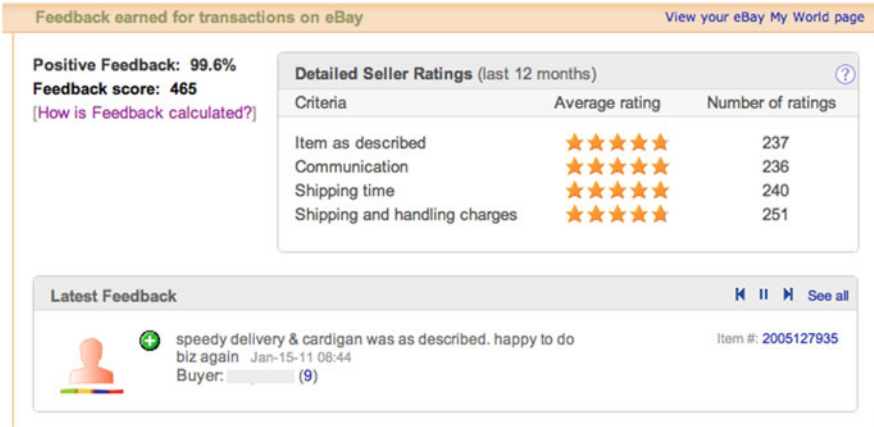 Feedback earned for transactions on eBay
View your eBay My World page
Positive Feedback: 99.6%
Feedback score: 465
[How is Feedback calculated?]
Detailed Seller Ratings (last 12 months) ?
Criteria Average rating Number of ratings
Item as described 237
Communication 236
Shipping time 240
Shipping and handling charges 251
Latest Feedback
See all
speedy delivery & cardigan was as described. happy to do
biz again Jan-15-11 08:44
Buyer: (9)
Item #: 2005127935